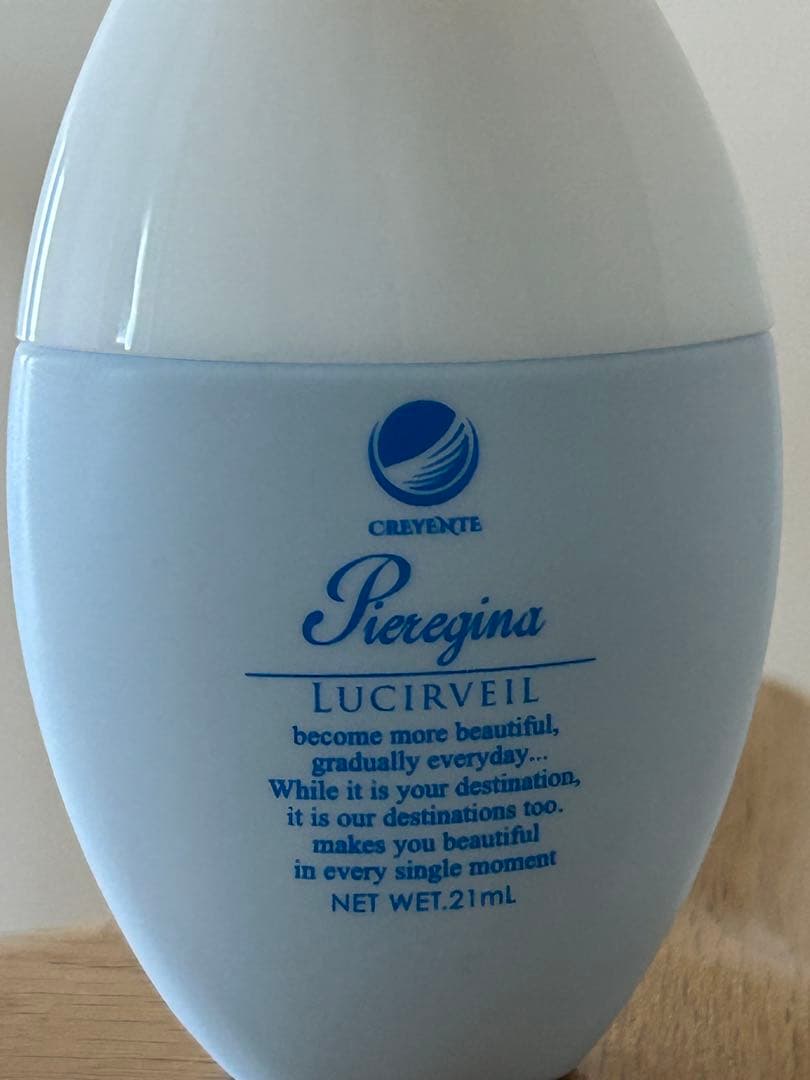 CREYENTE
Pieregina
LUCIRVEIL
become more beautiful,
gradually everyday...
While it is your destination,
it is our destinations too.
makes you beautiful
in every single moment
NET WET.21mL